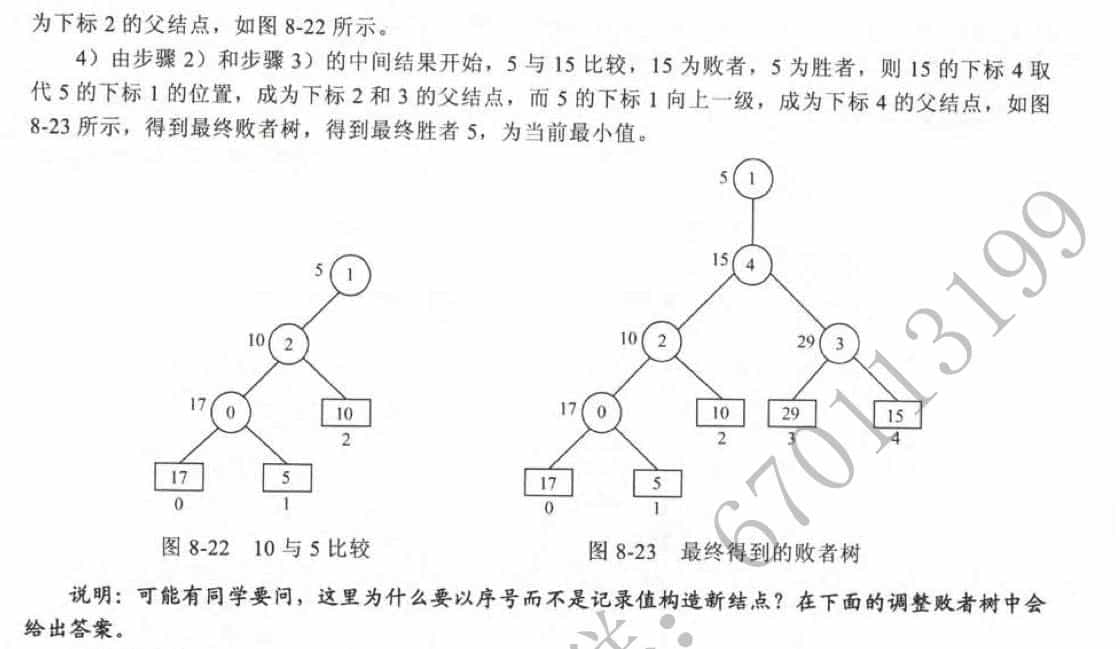 为下标 2 的父结点，如图 8-22 所示。
4）由步骤 2）和步骤 3）的中间结果开始，5 与 15 比较，15 为败者，5 为胜者，则 15 的下标 4 取
代 5 的下标 1 的位置，成为下标 2 和 3 的父结点，而 5 的下标 1 向上一级，成为下标 4 的父结点，如图
8-23 所示，得到最终败者树，得到最终胜者 5，为当前最小值。
5 1
10 2
17 0
10
2
17 5
0 1
图 8-22 10 与 5 比较
5 1
15 4
10 2 29 3
17 0
10 29 15
2 3 4
17 5
0 1
图 8-23 最终得到的败者树
说明：可能有同学要问，这里为什么要以序号而不是记录值构造新结点？在下面的调整败者树中会
给出答案。
：670113199